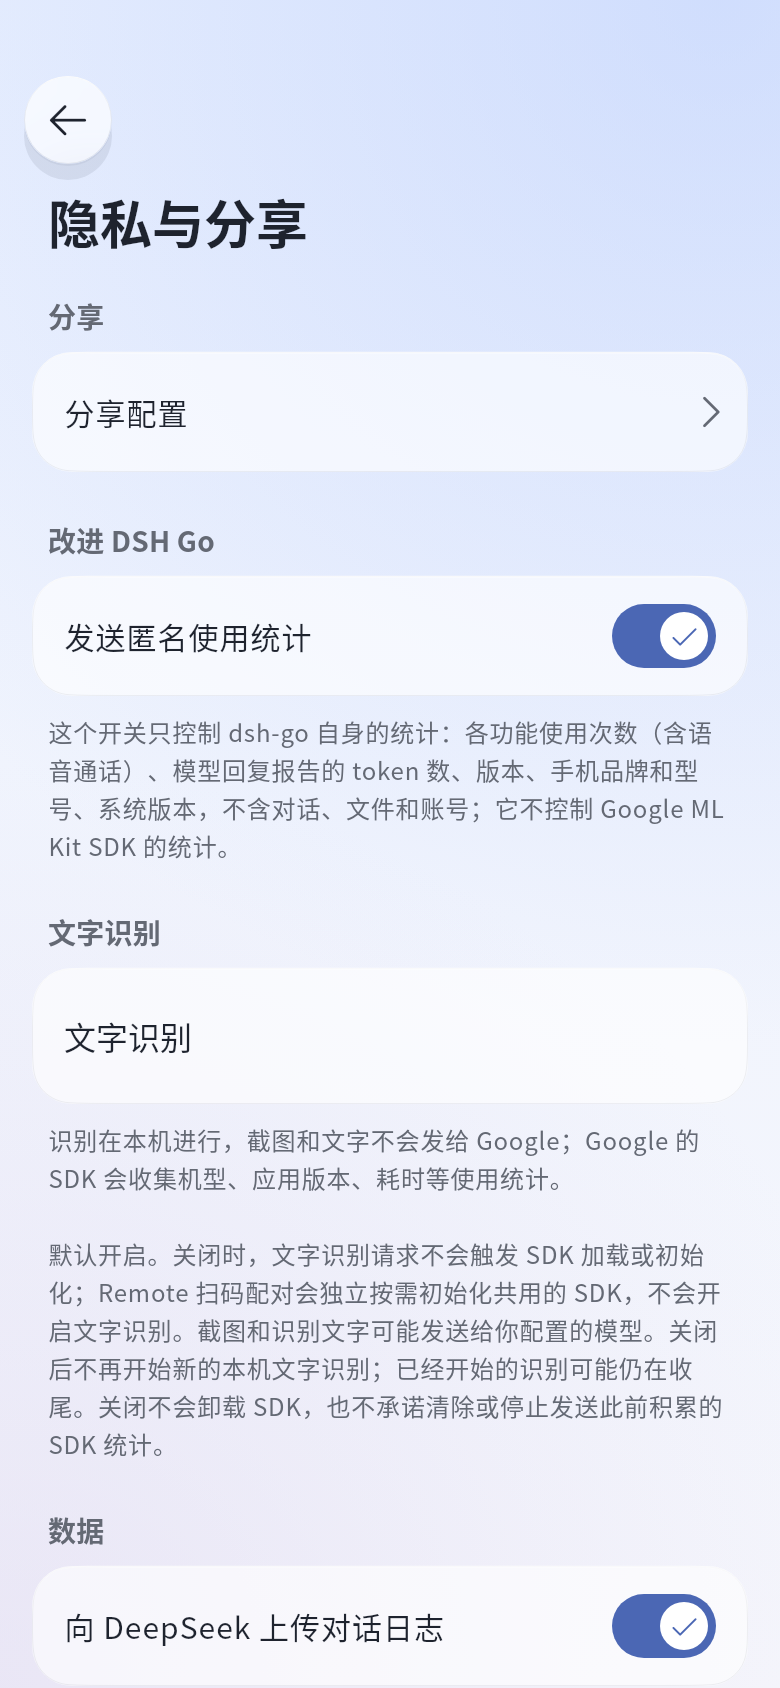 隐私与分享
分享
分享配置
改进 DSH Go
发送匿名使用统计
这个开关只控制 dsh-go 自身的统计：各功能使用次数（含语
音通话）、模型回复报告的 token 数、版本、手机品牌和型
号、系统版本，不含对话、文件和账号；它不控制 Google ML
Kit SDK 的统计。
文字识别
文字识别
识别在本机进行，截图和文字不会发给 Google；Google 的
SDK 会收集机型、应用版本、耗时等使用统计。
默认开启。关闭时，文字识别请求不会触发 SDK 加载或初始
化；Remote 扫码配对会独立按需初始化共用的 SDK，不会开
启文字识别。截图和识别文字可能发送给你配置的模型。关闭
后不再开始新的本机文字识别；已经开始的识别可能仍在收
尾。关闭不会卸载 SDK，也不承诺清除或停止发送此前积累的
SDK 统计。
数据
向 DeepSeek 上传对话日志